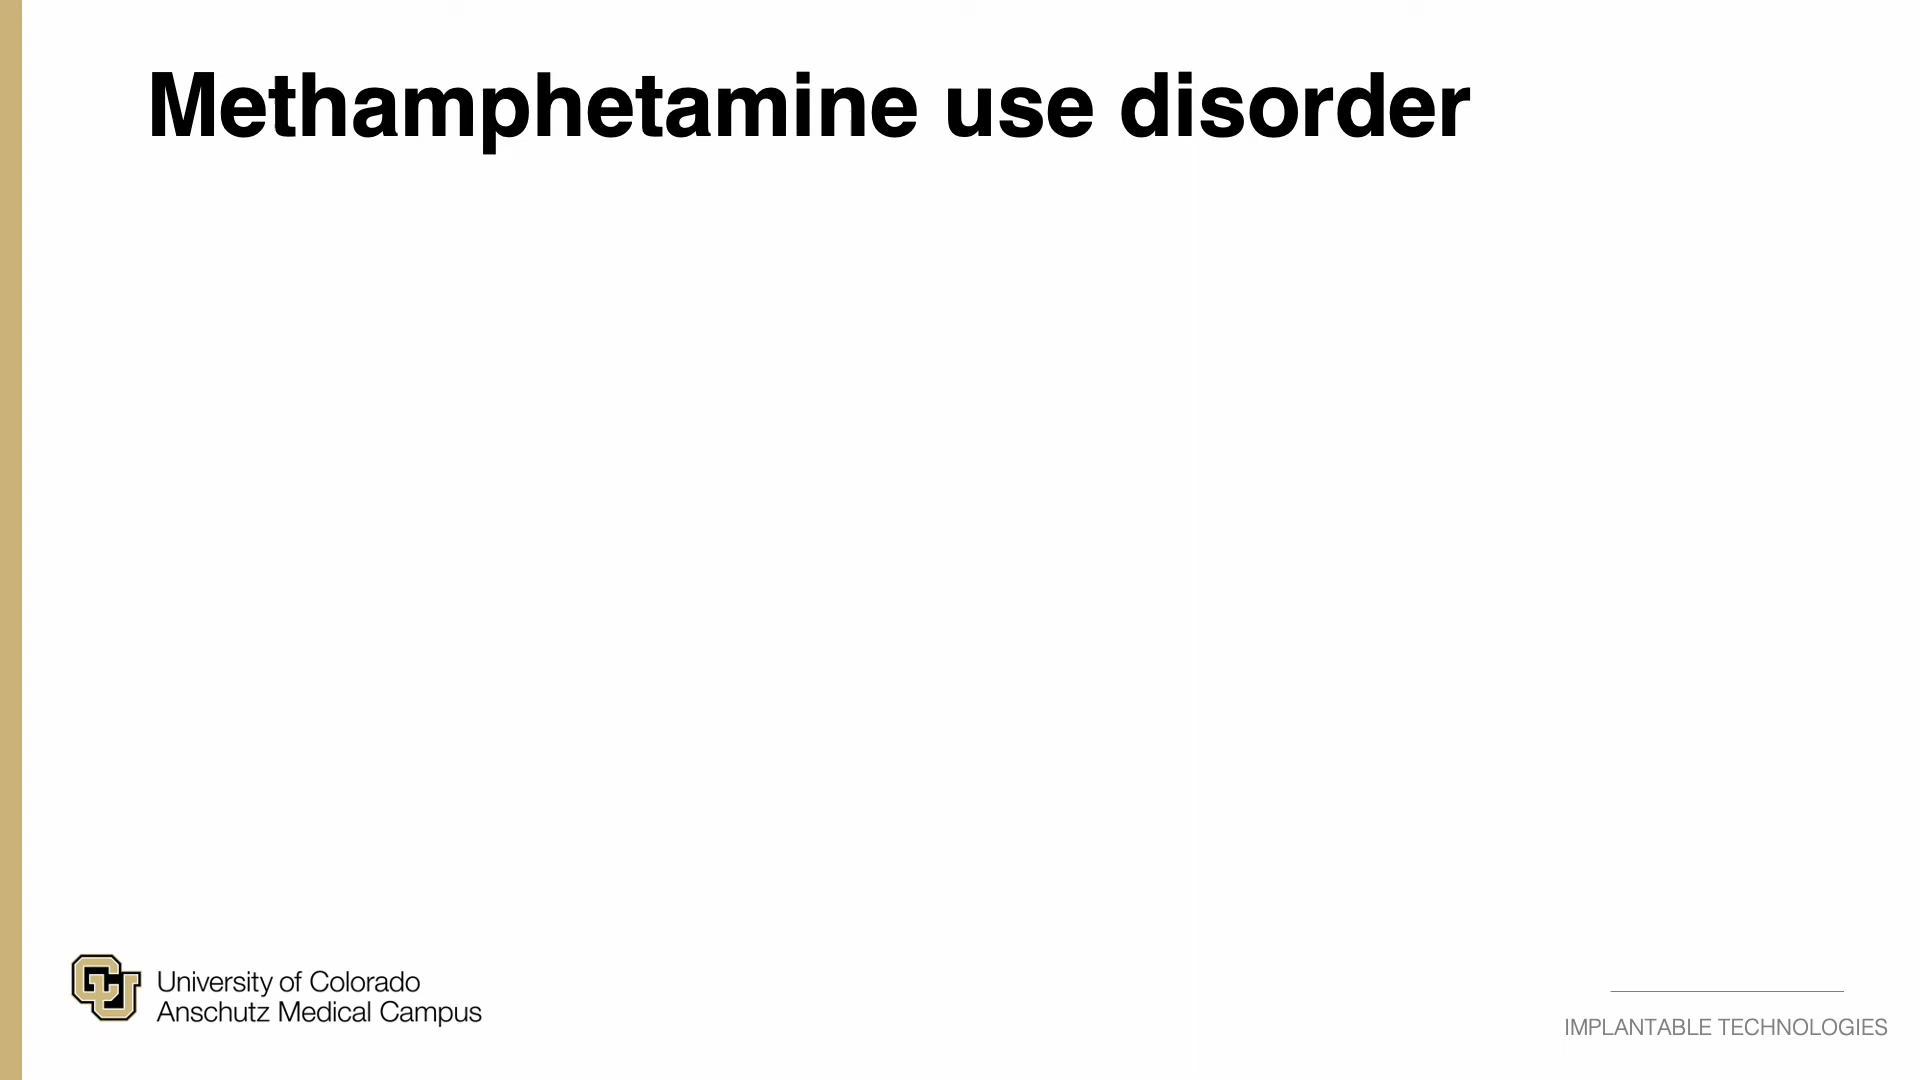 Methamphetamine use disorder
University of Colorado
Anschutz Medical Campus
IMPLANTABLE TECHNOLOGIES